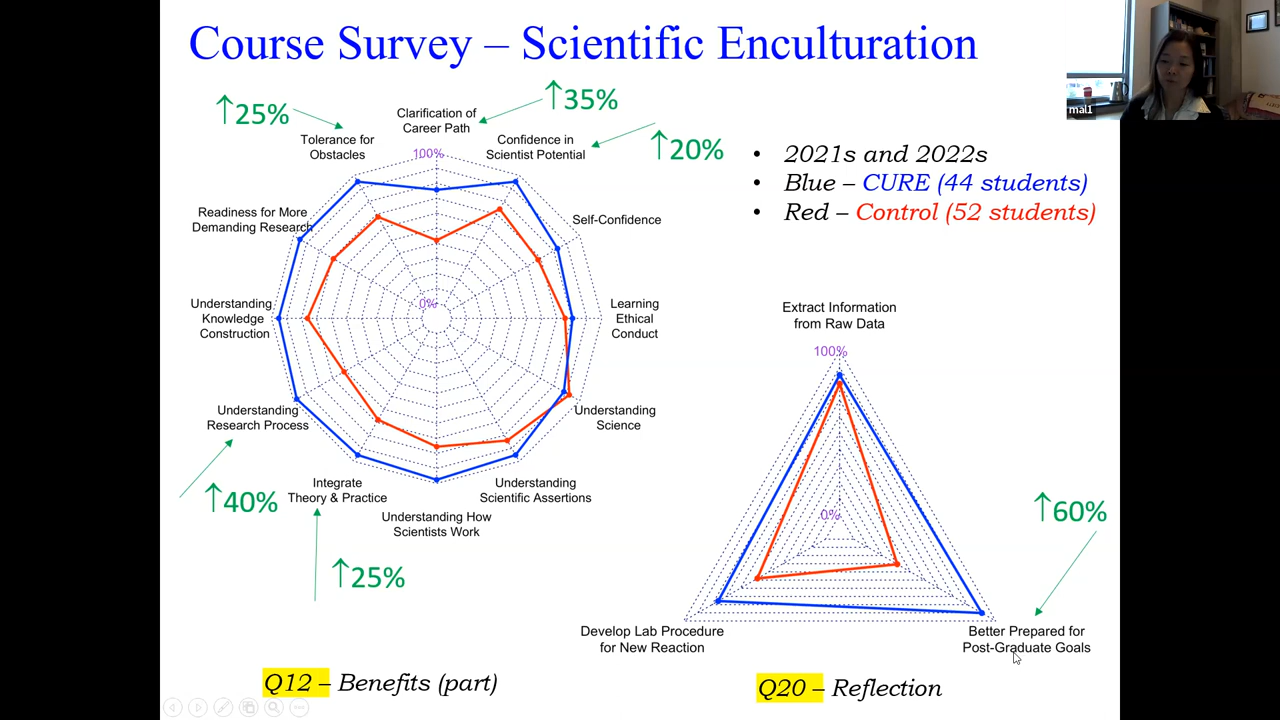 Course Survey – Scientific Enculturation
mal1
↑25%
↑35%
↑20%
Clarification of
Career Path
Tolerance for
Obstacles
Confidence in
Scientist Potential
100%
Readiness for More
Demanding Research
Self-Confidence
Understanding
Knowledge
Construction
0%
Learning
Ethical
Conduct
Understanding
Research Process
Understanding
Science
↑40%
Integrate
Theory & Practice
Understanding
Scientific Assertions
Understanding How
Scientists Work
↑25%
Q12 – Benefits (part)
• 2021s and 2022s
• Blue – CURE (44 students)
• Red – Control (52 students)
Extract Information
from Raw Data
100%
0%
↑60%
Develop Lab Procedure
for New Reaction
Better Prepared for
Post-Graduate Goals
Q20 – Reflection